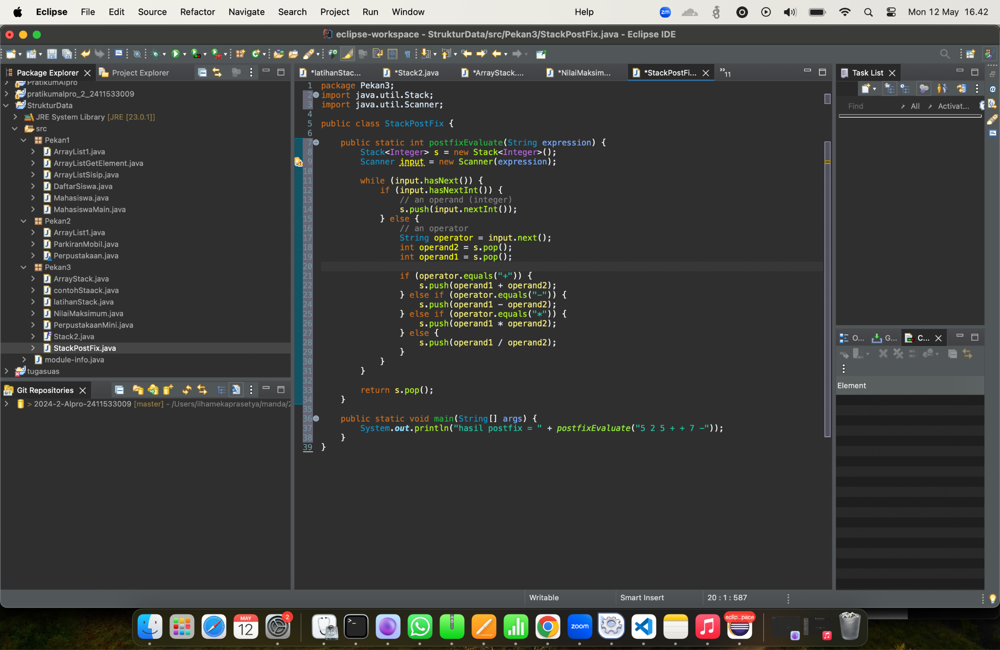 Eclipse File Edit Source Refactor Navigate Search Project Run Window Help zm Mon 12 May 16.42
eclipse-workspace - StrukturData/src/Pekan3/StackPostFix.java - Eclipse IDE
Package Explorer
Project Explorer
PratikumAlpro
pratikumalpro_2_2411533009
StrukturData
JRE System Library [JRE [23.0.1]]
src
Pekan1
ArrayList1.java
ArrayListGetElement.java
ArrayListSisip.java
DaftarSiswa.java
Mahasiswa.java
MahasiswaMain.java
Pekan2
ArrayList1.java
ParkiranMobil.java
Perpustakaan.java
Pekan3
ArrayStack.java
contohStaack.java
latihanStack.java
NilaiMaksimum.java
PerpustakaanMini.java
Stack2.java
StackPostFix.java
module-info.java
tugasuas
Git Repositories
> 2024-2-Alpro-2411533009 [master] - /Users/ilhamekaprasetya/manda/2
*latihanStac... *Stack2.java *ArrayStack.... *NilaiMaksim... *StackPostFi... »11
1 package Pekan3;
2 import java.util.Stack;
3 import java.util.Scanner;
4
5 public class StackPostFix {
6
7 public static int postfixEvaluate(String expression) {
8 Stack<Integer> s = new Stack<Integer>();
9 Scanner input = new Scanner(expression);
10
11 while (input.hasNext()) {
12 if (input.hasNextInt()) {
13 // an operand (integer)
14 s.push(input.nextInt());
15 } else {
16 // an operator
17 String operator = input.next();
18 int operand2 = s.pop();
19 int operand1 = s.pop();
20
21 if (operator.equals("+")) {
22 s.push(operand1 + operand2);
23 } else if (operator.equals("-")) {
24 s.push(operand1 - operand2);
25 } else if (operator.equals("*")) {
26 s.push(operand1 * operand2);
27 } else {
28 s.push(operand1 / operand2);
29 }
30 }
31 }
32
33 return s.pop();
34 }
35
36 public static void main(String[] args) {
37 System.out.println("hasil postfix = " + postfixEvaluate("5 2 5 + + 7 -"));
38 }
39 }
Task List
Find All Activat...
O... G... C...
Element
Writable Smart Insert 20 : 1 : 587
MAY
12
2
zoom
eclip...pace